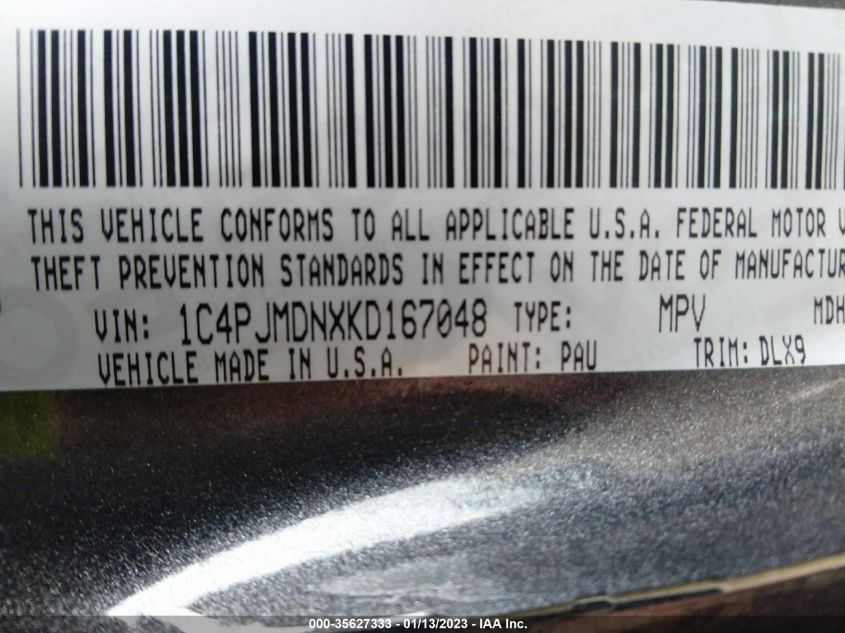 THIS VEHICLE CONFORMS TO ALL APPLICABLE U.S.A. FEDERAL MOTOR V
THEFT PREVENTION STANDARDS IN EFFECT ON THE DATE OF MANUFACTUR
VIN: 1C4PJMDNXKD167048 TYPE: MPV MDH
VEHICLE MADE IN U.S.A. PAINT: PAU TRIM: DLX9
000-35627333 - 01/13/2023 - IAA Inc.